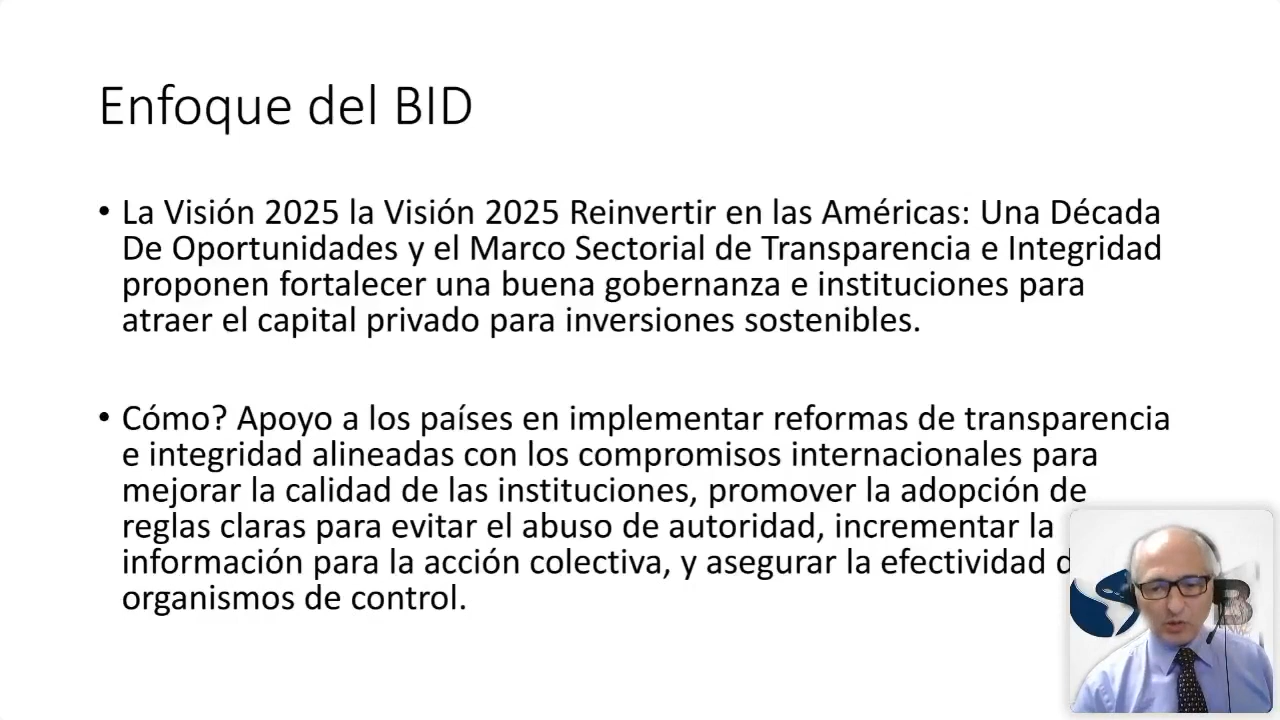 Enfoque del BID
• La Visión 2025 la Visión 2025 Reinvertir en las Américas: Una Década
De Oportunidades y el Marco Sectorial de Transparencia e Integridad
proponen fortalecer una buena gobernanza e instituciones para
atraer el capital privado para inversiones sostenibles.
• Cómo? Apoyo a los países en implementar reformas de transparencia
e integridad alineadas con los compromisos internacionales para
mejorar la calidad de las instituciones, promover la adopción de
reglas claras para evitar el abuso de autoridad, incrementar la
información para la acción colectiva, y asegurar la efectividad
organismos de control.
B